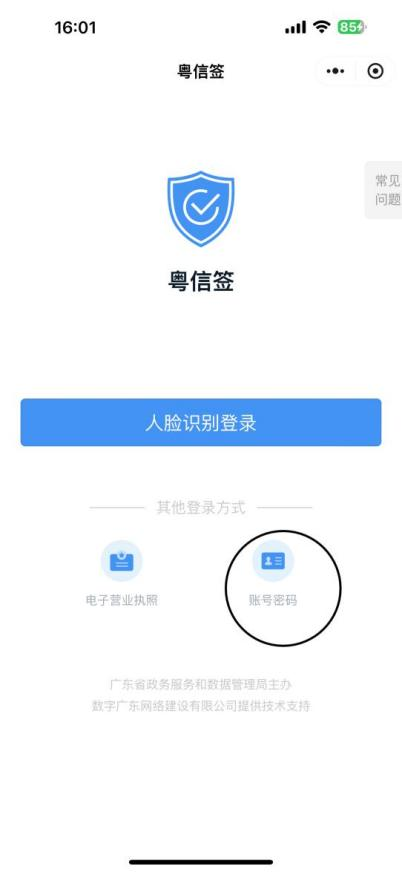 16:01
85
粤信签
常见
问题
粤信签
人脸识别登录
其他登录方式
电子营业执照
账号密码
广东省政务服务和数据管理局主办
数字广东网络建设有限公司提供技术支持